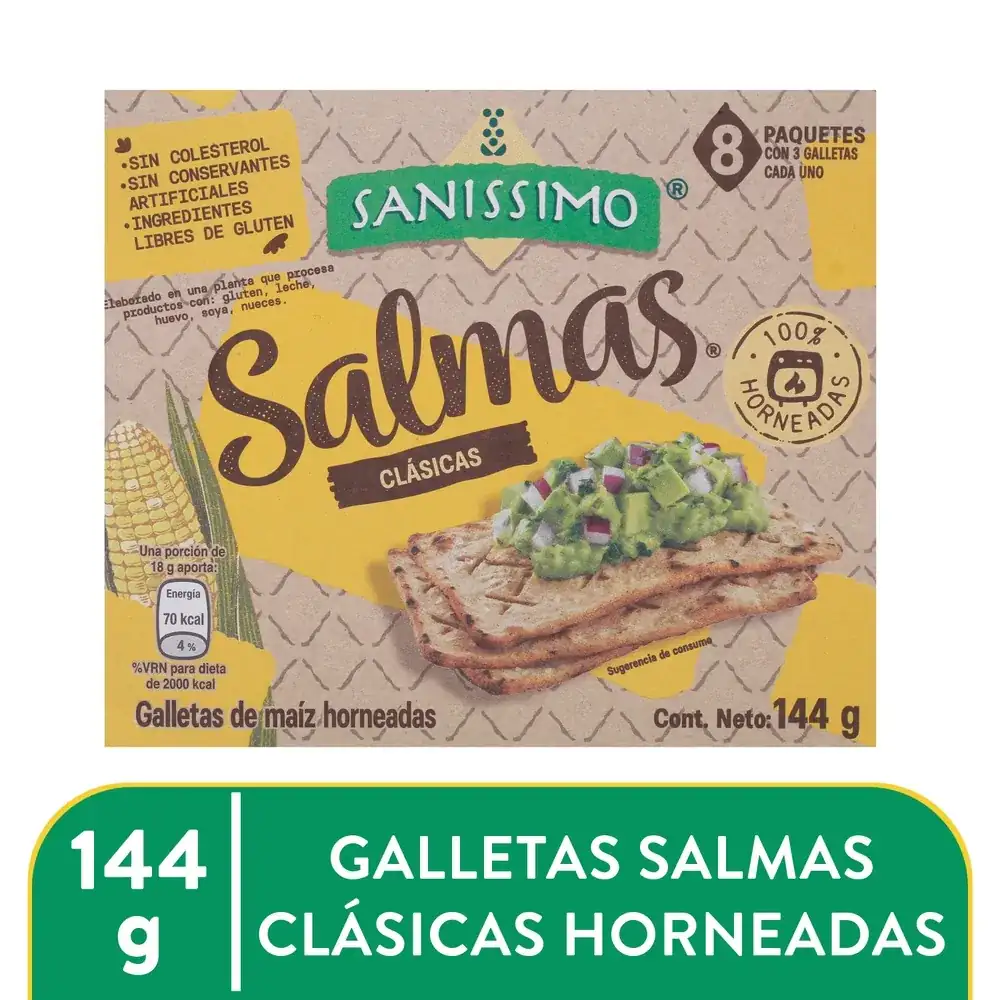 •SIN COLESTEROL
•SIN CONSERVANTES
ARTIFICIALES
•INGREDIENTES
LIBRES DE GLUTEN
Elaborado en una planta que procesa
productos con: gluten, leche,
huevo, soya, nueces.
SANISSIMO®
8
PAQUETES
CON 3 GALLETAS
CADA UNO
Salmas®
CLÁSICAS
100%
HORNEADAS
Una porción de
18 g aporta:
Energía
70 kcal
4 %
%VRN para dieta
de 2000 kcal
Sugerencia de consumo
Galletas de maíz horneadas
Cont. Neto: 144 g
144
g
GALLETAS SALMAS
CLÁSICAS HORNEADAS